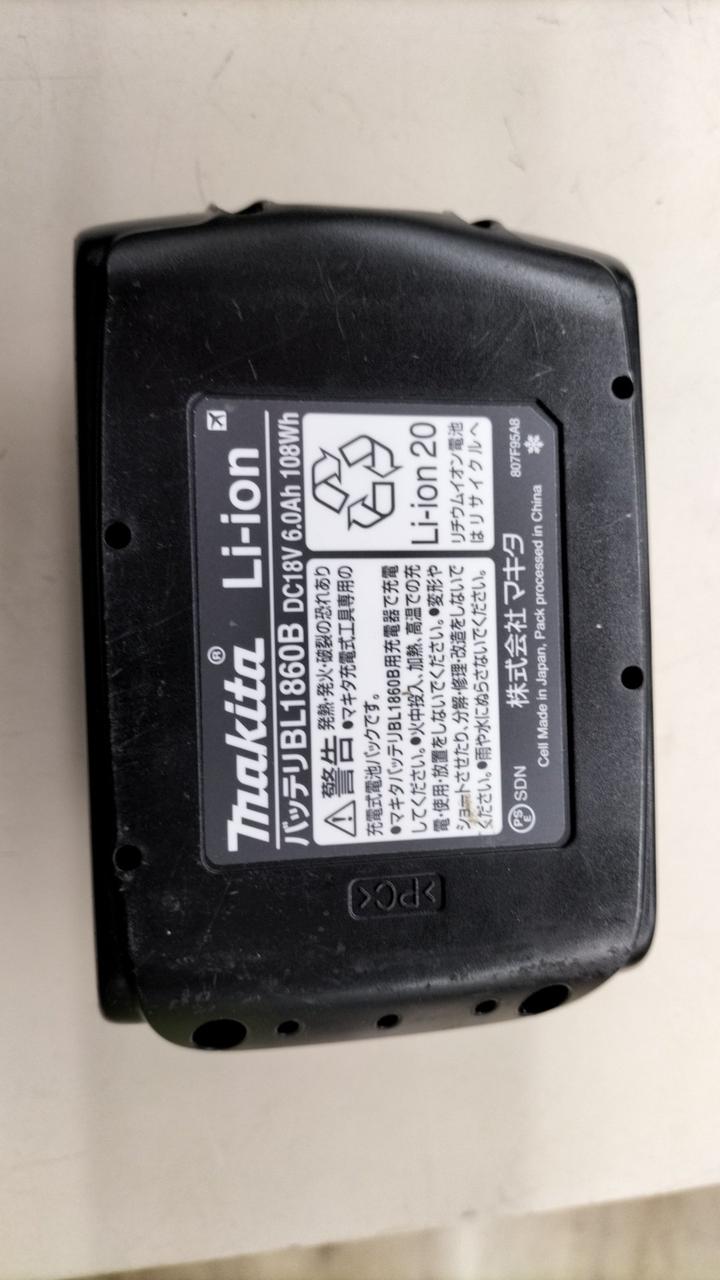 Makita® Li-ion
バッテリBL1860B DC18V 6.0Ah 108Wh
警告 発熱・発火・破裂の恐れあり
●マキタ充電式工具専用の
充電式電池パックです。
●マキタバッテリBL1860B用充電器で充電
してください。●火中投入、加熱、高温での充
電・使用・放置をしないでください。●変形や
ショートさせたり、分解・修理・改造をしないで
ください。●雨や水にぬらさないでください。
Li-ion 20
リチウムイオン電池
はリサイクルへ
PS
E
SDN
株式会社マキタ
807F95A8
Cell Made in Japan, Pack processed in China
>PC<